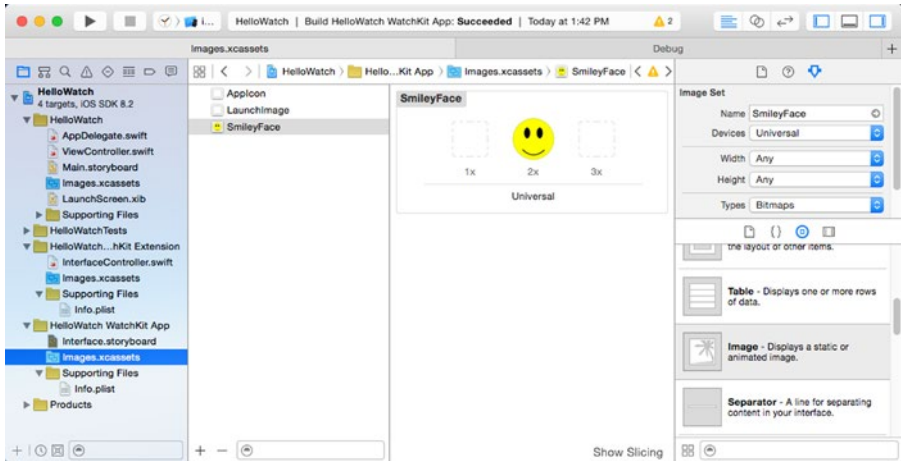 i... HelloWatch | Build HelloWatch WatchKit App: Succeeded | Today at 1:42 PM 2
Images.xcassets Debug
HelloWatch Hello...Kit App Images.xcassets SmileyFace
HelloWatch
4 targets, iOS SDK 8.2
HelloWatch
AppDelegate.swift
ViewController.swift
Main.storyboard
Images.xcassets
LaunchScreen.xib
Supporting Files
HelloWatchTests
HelloWatch...hKit Extension
InterfaceController.swift
Images.xcassets
Supporting Files
Info.plist
HelloWatch WatchKit App
Interface.storyboard
Images.xcassets
Supporting Files
Info.plist
Products
AppIcon
LaunchImage
SmileyFace
SmileyFace
1x 2x 3x
Universal
Show Slicing
Image Set
Name SmileyFace
Devices Universal
Width Any
Height Any
Types Bitmaps
the layout of other items.
Table - Displays one or more rows
of data.
Image - Displays a static or
animated image.
Separator - A line for separating
content in your interface.